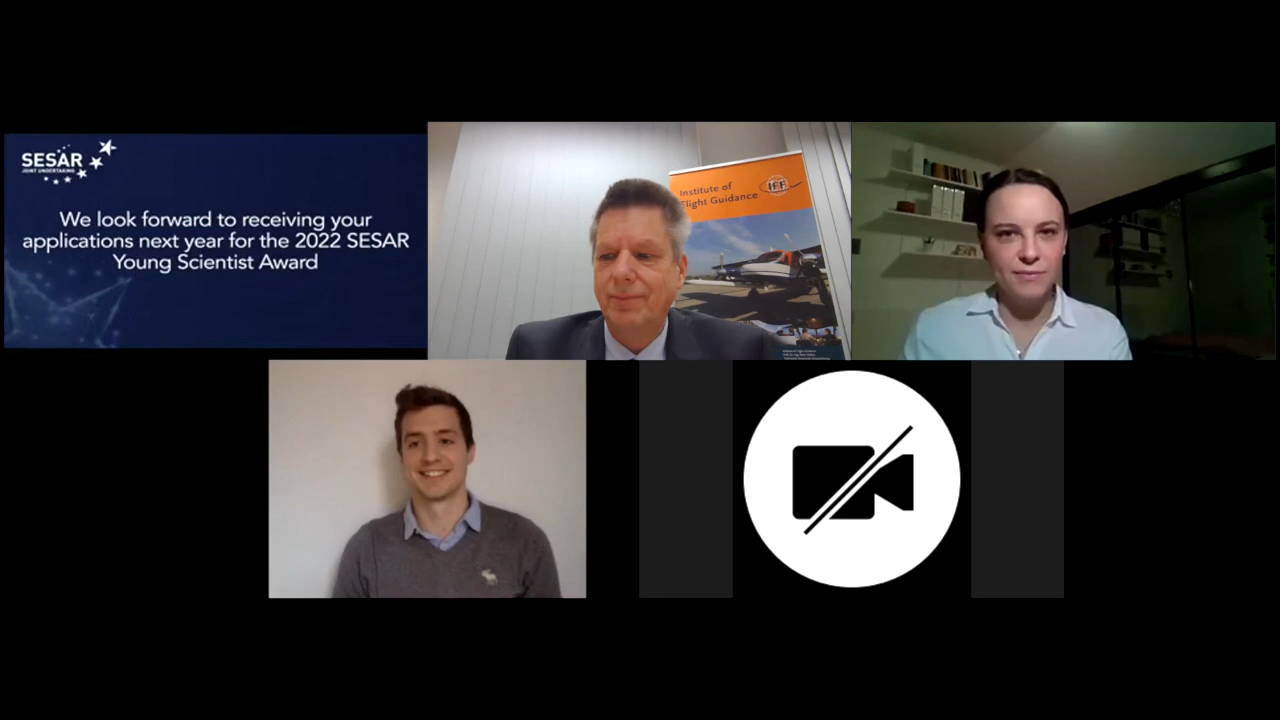 SESAR
JOINT UNDERTAKING
We look forward to receiving your
applications next year for the 2022 SESAR
Young Scientist Award
Institute of
Flight Guidance
IFF